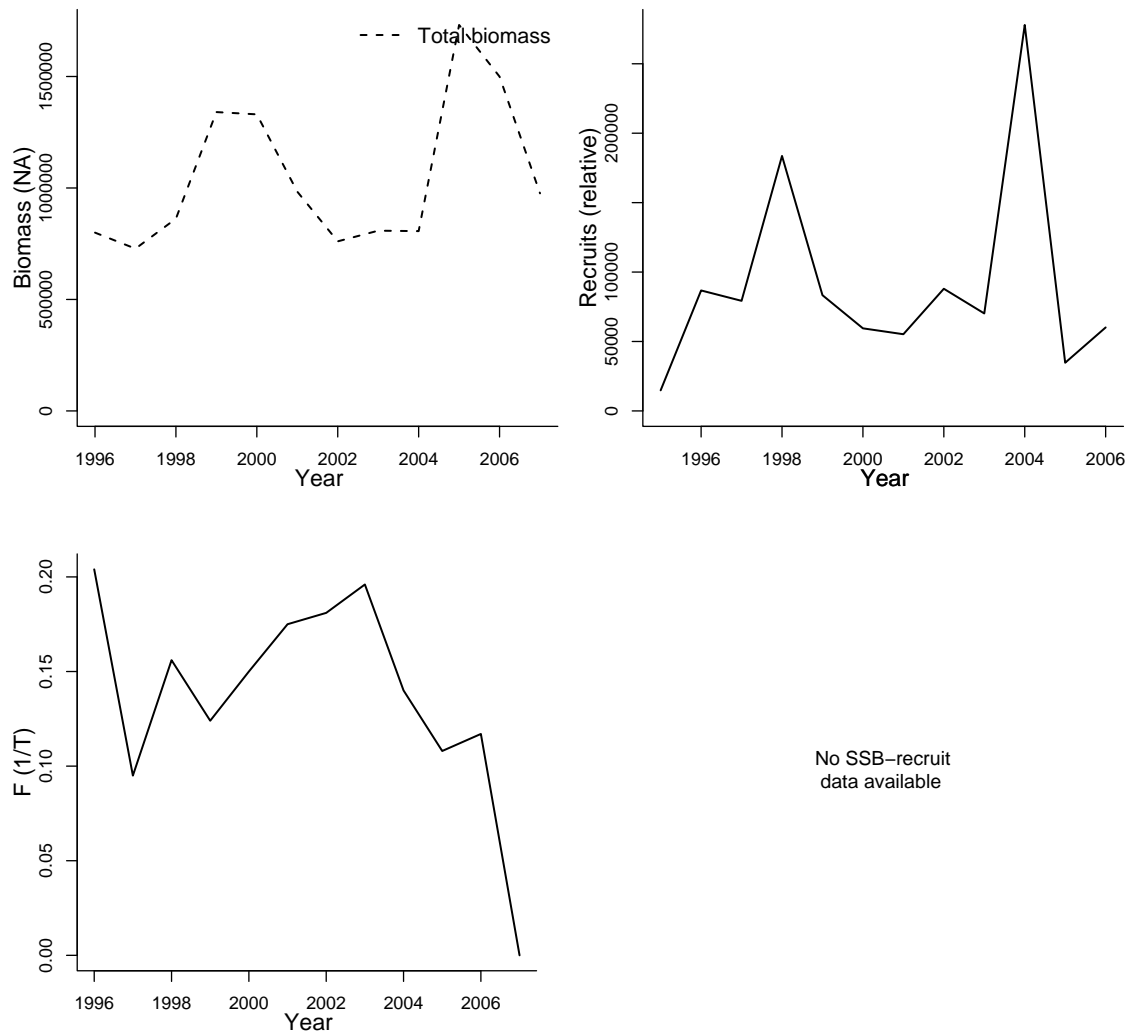 Total biomass
Biomass (NA)
0
500000
1000000
1500000
1996 1998 2000 2002 2004 2006
Year
Recruits (relative)
0
50000
100000
200000
1996 1998 2000 2002 2004 2006
Year
F (1/T)
0.00
0.05
0.10
0.15
0.20
1996 1998 2000 2002 2004 2006
Year
No SSB−recruit
data available